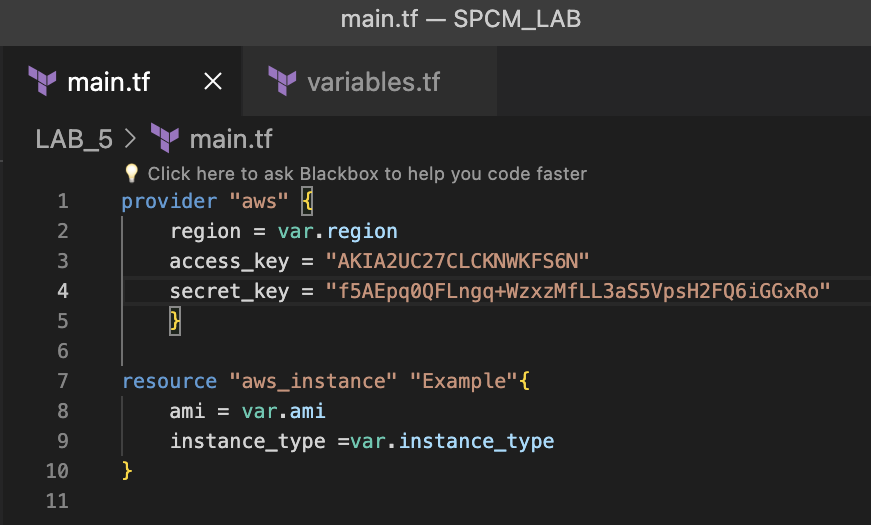 main.tf — SPCM_LAB
main.tf × variables.tf
LAB_5 > main.tf
Click here to ask Blackbox to help you code faster
1 provider "aws" {
2 region = var.region
3 access_key = "AKIA2UC27CLCKNWKFS6N"
4 secret_key = "f5AEpq0QFLngq+WzxzMfLL3aS5VpsH2FQ6iGGxRo"
5 }
6
7 resource "aws_instance" "Example"{
8 ami = var.ami
9 instance_type =var.instance_type
10 }
11